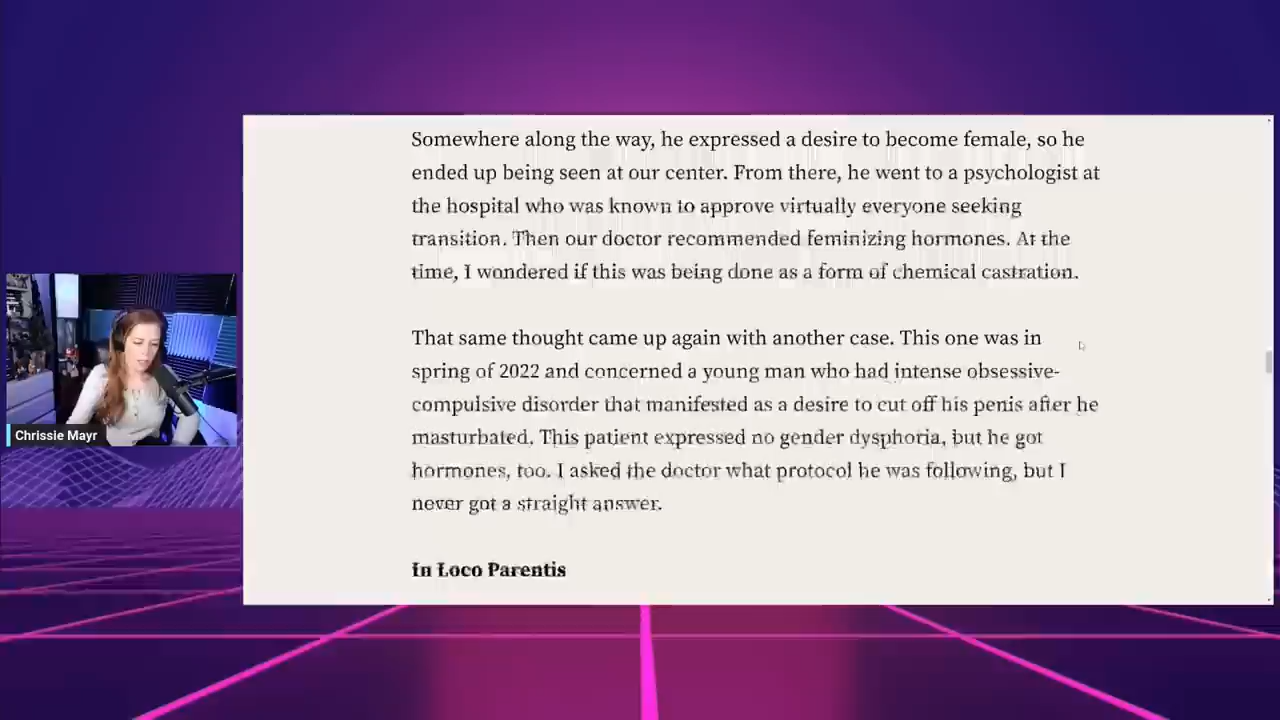 Somewhere along the way, he expressed a desire to become female, so he
ended up being seen at our center. From there, he went to a psychologist at
the hospital who was known to approve virtually everyone seeking
transition. Then our doctor recommended feminizing hormones. At the
time, I wondered if this was being done as a form of chemical castration.
That same thought came up again with another case. This one was in
spring of 2022 and concerned a young man who had intense obsessive-
compulsive disorder that manifested as a desire to cut off his penis after he
masturbated. This patient expressed no gender dysphoria, but he got
hormones, too. I asked the doctor what protocol he was following, but I
never got a straight answer.
In Loco Parentis
Chrissie Mayr